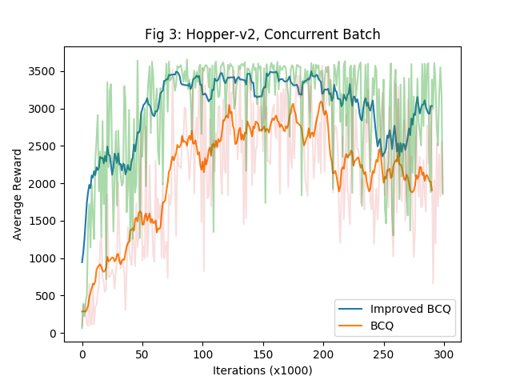 Fig 3: Hopper-v2, Concurrent Batch
3500
3000
2500
2000
1500
1000
500
0
Average Reward
0 50 100 150 200 250 300
Iterations (x1000)
Improved BCQ
BCQ